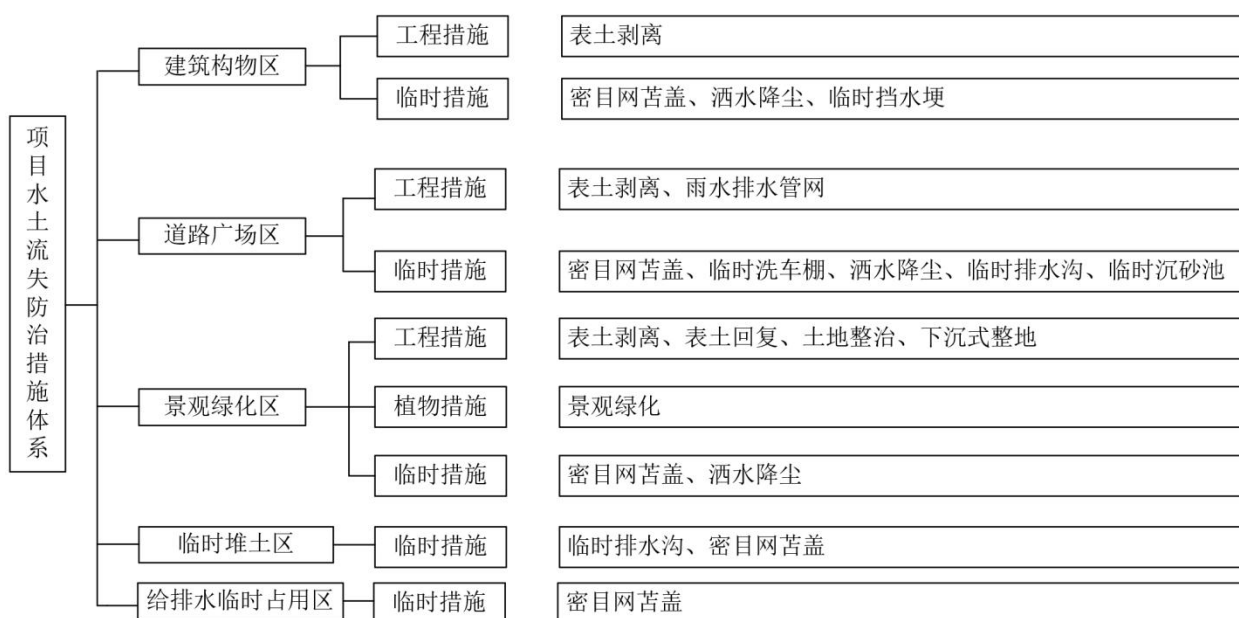 项目水土流失防治措施体系
建筑构物区
工程措施
表土剥离
临时措施
密目网苫盖、洒水降尘、临时挡水埂
道路广场区
工程措施
表土剥离、雨水排水管网
临时措施
密目网苫盖、临时洗车棚、洒水降尘、临时排水沟、临时沉砂池
景观绿化区
工程措施
表土剥离、表土回复、土地整治、下沉式整地
植物措施
景观绿化
临时措施
密目网苫盖、洒水降尘
临时堆土区
临时措施
临时排水沟、密目网苫盖
给排水临时占用区
临时措施
密目网苫盖